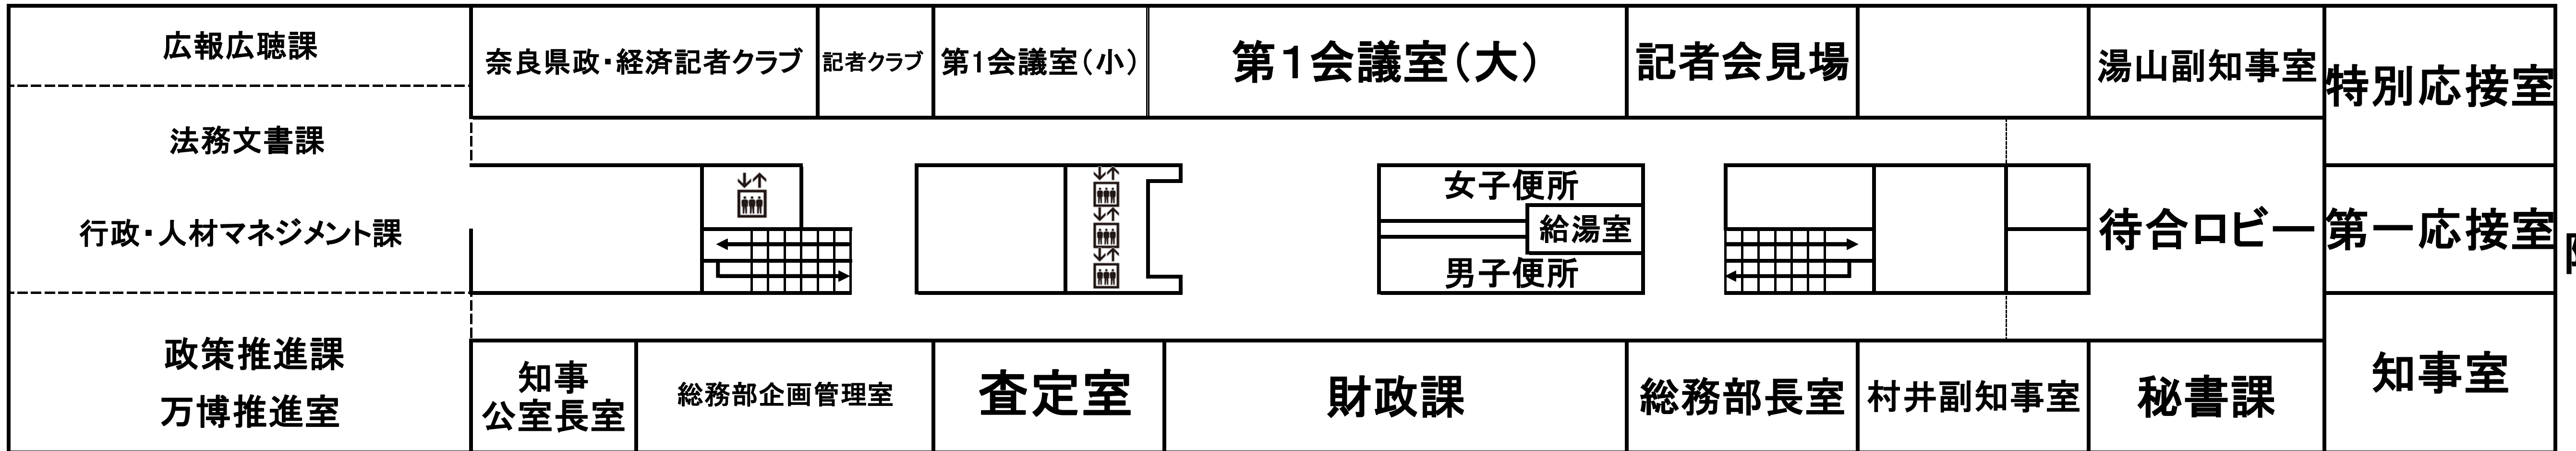 広報広聴課
法務文書課
行政・人材マネジメント課
政策推進課
万博推進室
奈良県政・経済記者クラブ
記者クラブ
第1会議室(小)
第1会議室(大)
記者会見場
湯山副知事室
特別応接室
女子便所
給湯室
男子便所
待合ロビー
第一応接室
知事
公室長室
総務部企画管理室
査定室
財政課
総務部長室
村井副知事室
秘書課
知事室